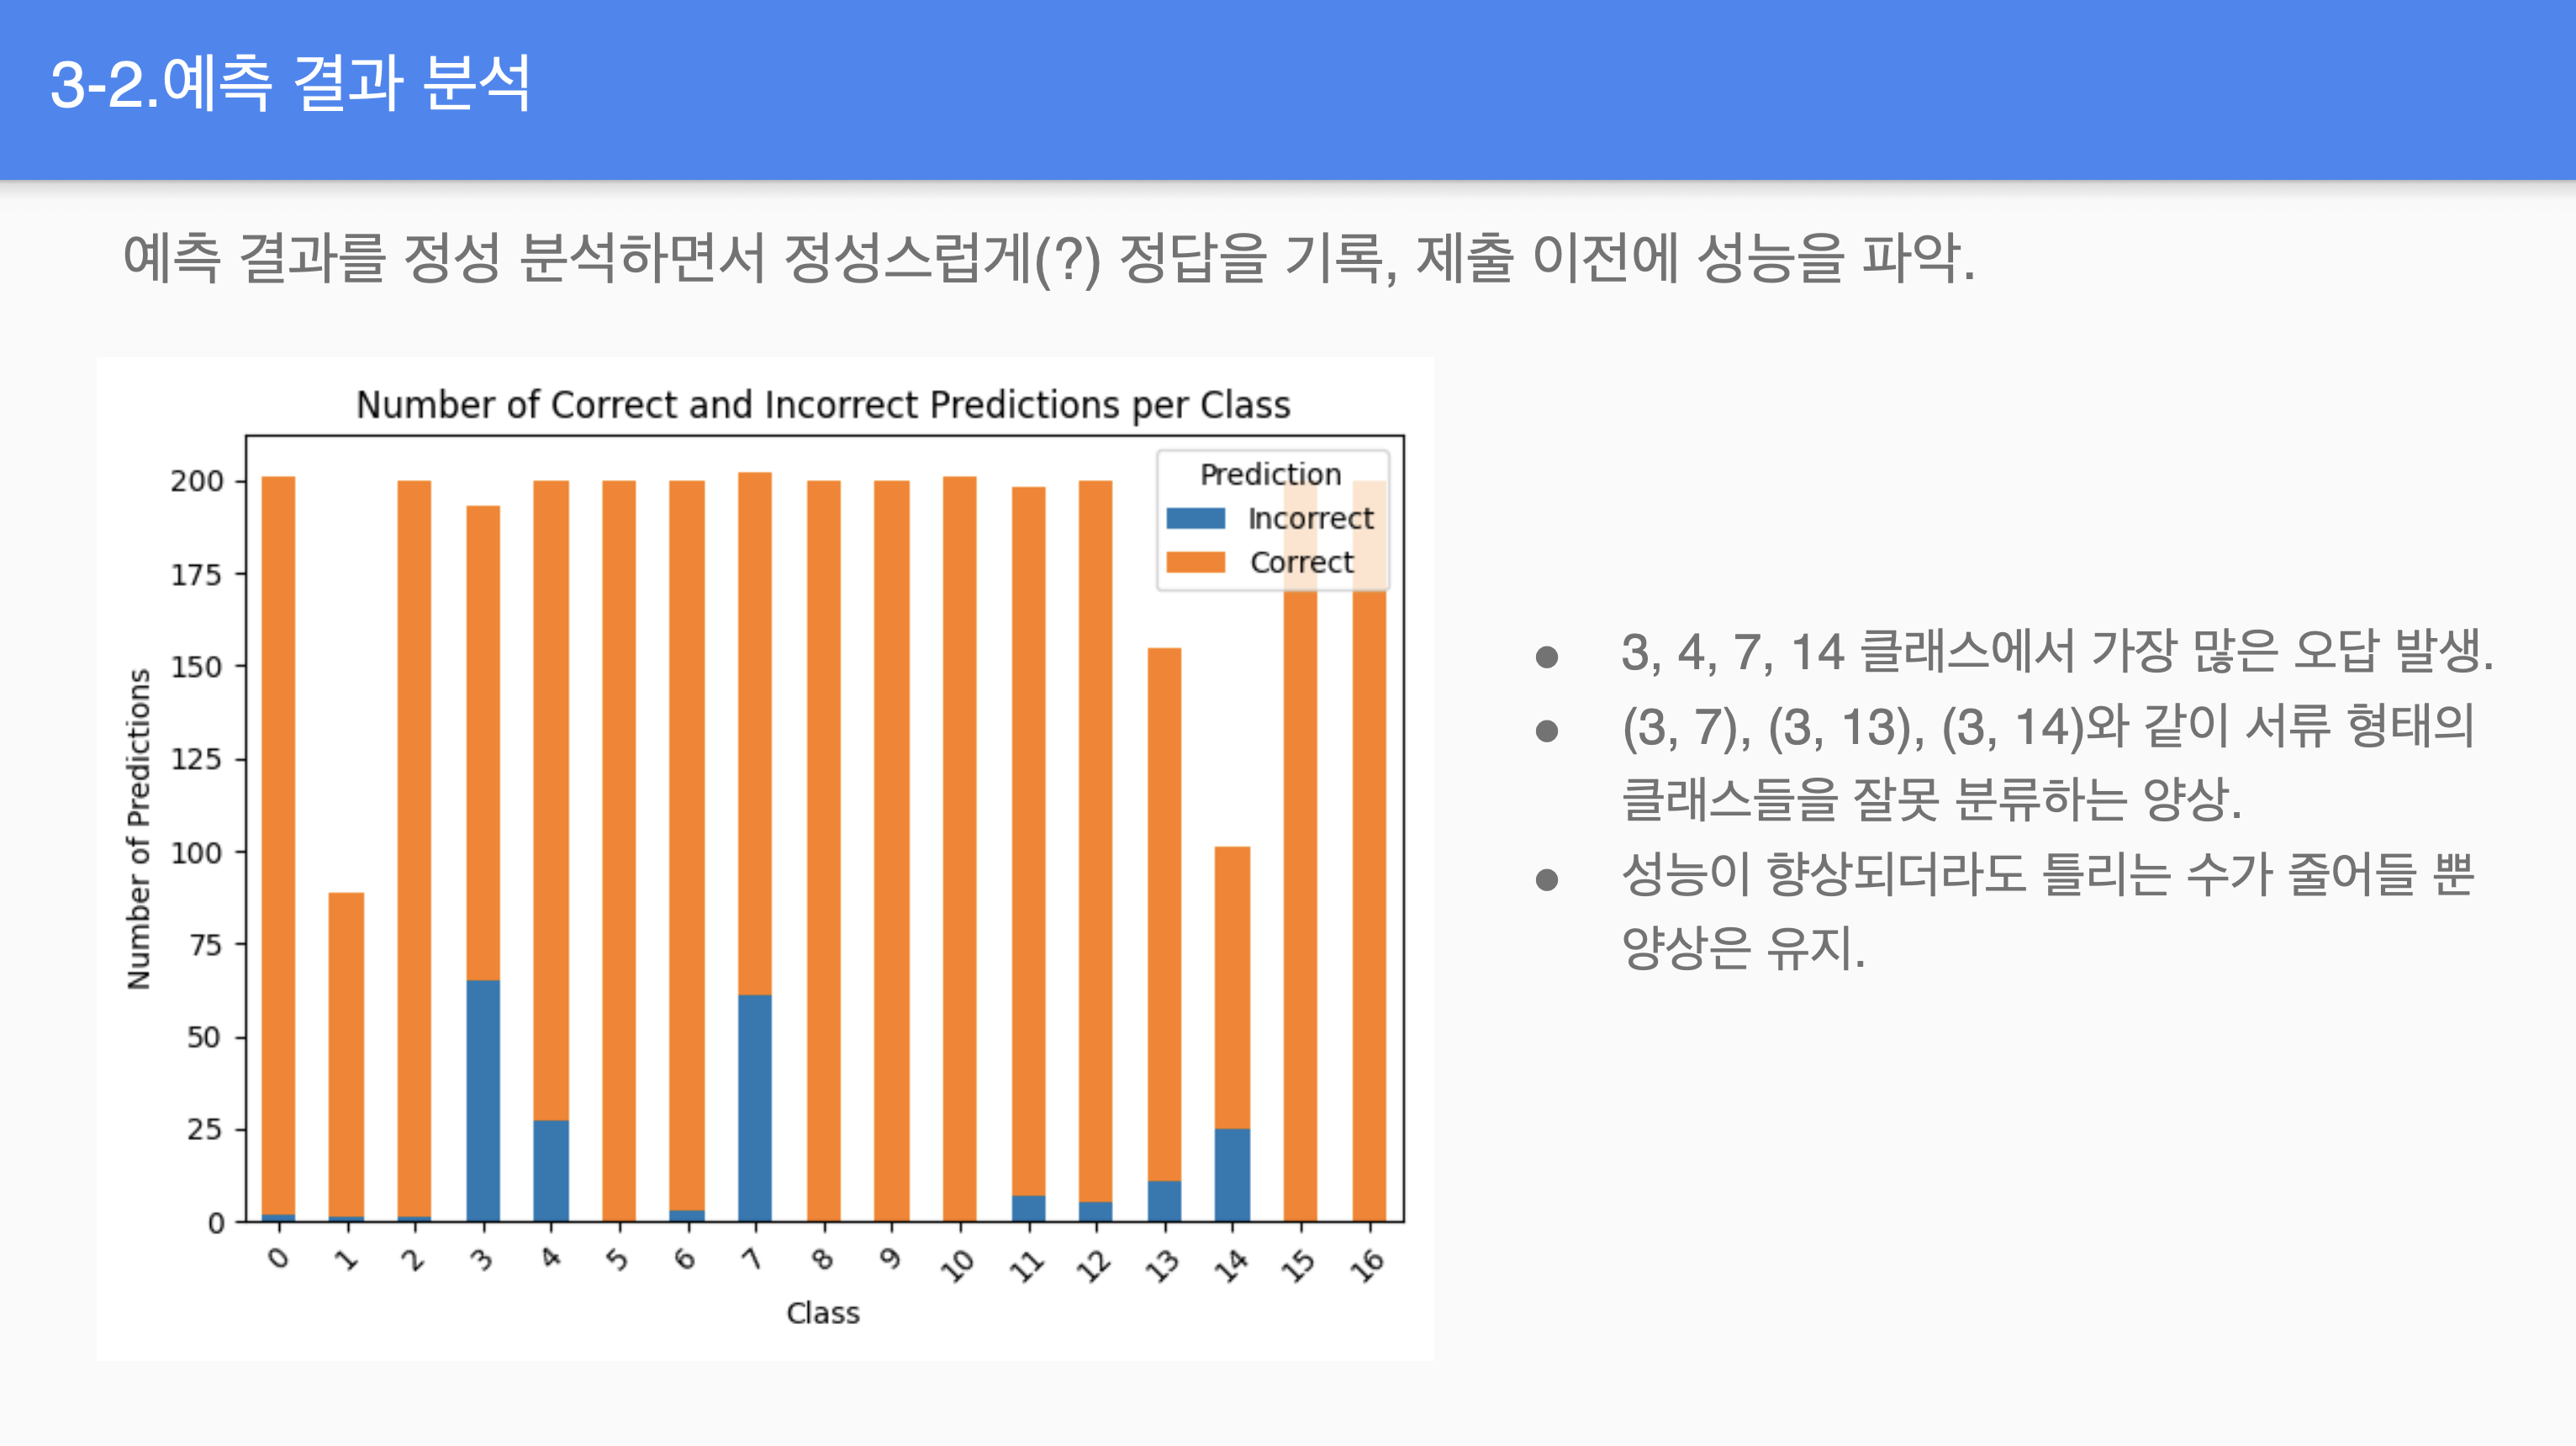 3-2.예측 결과 분석
예측 결과를 정성 분석하면서 정성스럽게(?) 정답을 기록, 제출 이전에 성능을 파악.
Number of Correct and Incorrect Predictions per Class
Prediction
Incorrect
Correct
Number of Predictions
200
175
150
125
100
75
50
25
0
0 1 2 3 4 5 6 7 8 9 10 11 12 13 14 15 16
Class
● 3, 4, 7, 14 클래스에서 가장 많은 오답 발생.
● (3, 7), (3, 13), (3, 14)와 같이 서류 형태의
클래스들을 잘못 분류하는 양상.
● 성능이 향상되더라도 틀리는 수가 줄어들 뿐
양상은 유지.